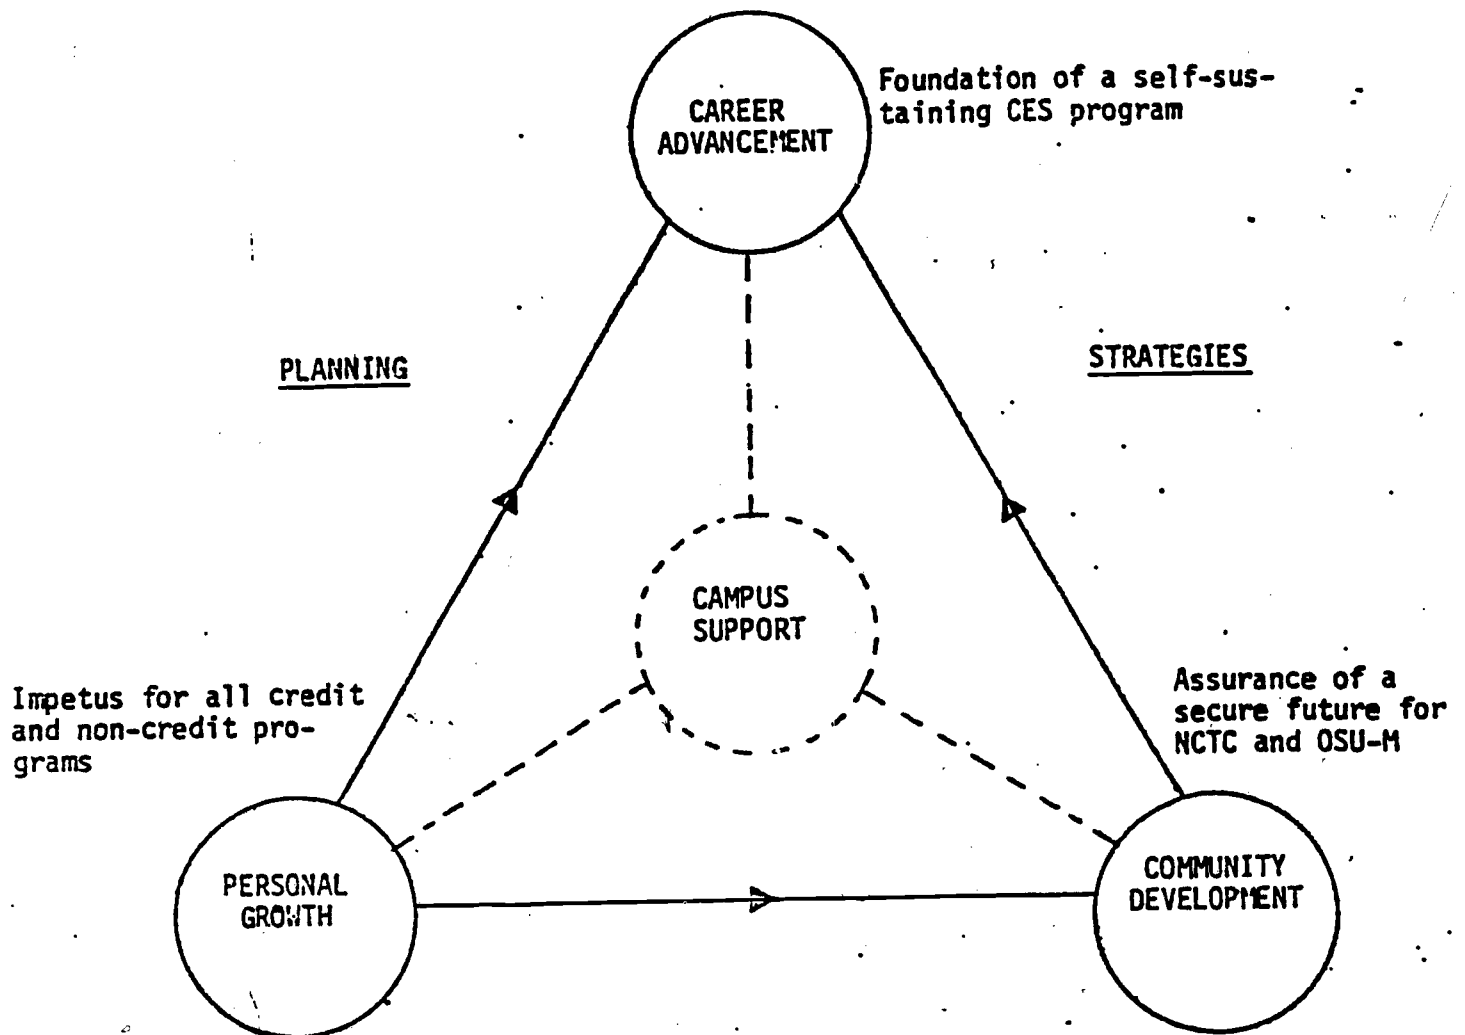 CAREER
ADVANCEMENT
Foundation of a self-sus-
taining CES program
PLANNING
STRATEGIES
CAMPUS
SUPPORT
Impetus for all credit
and non-credit pro-
grams
Assurance of a
secure future for
NCTC and OSU-M
PERSONAL
GROWTH
COMMUNITY
DEVELOPMENT